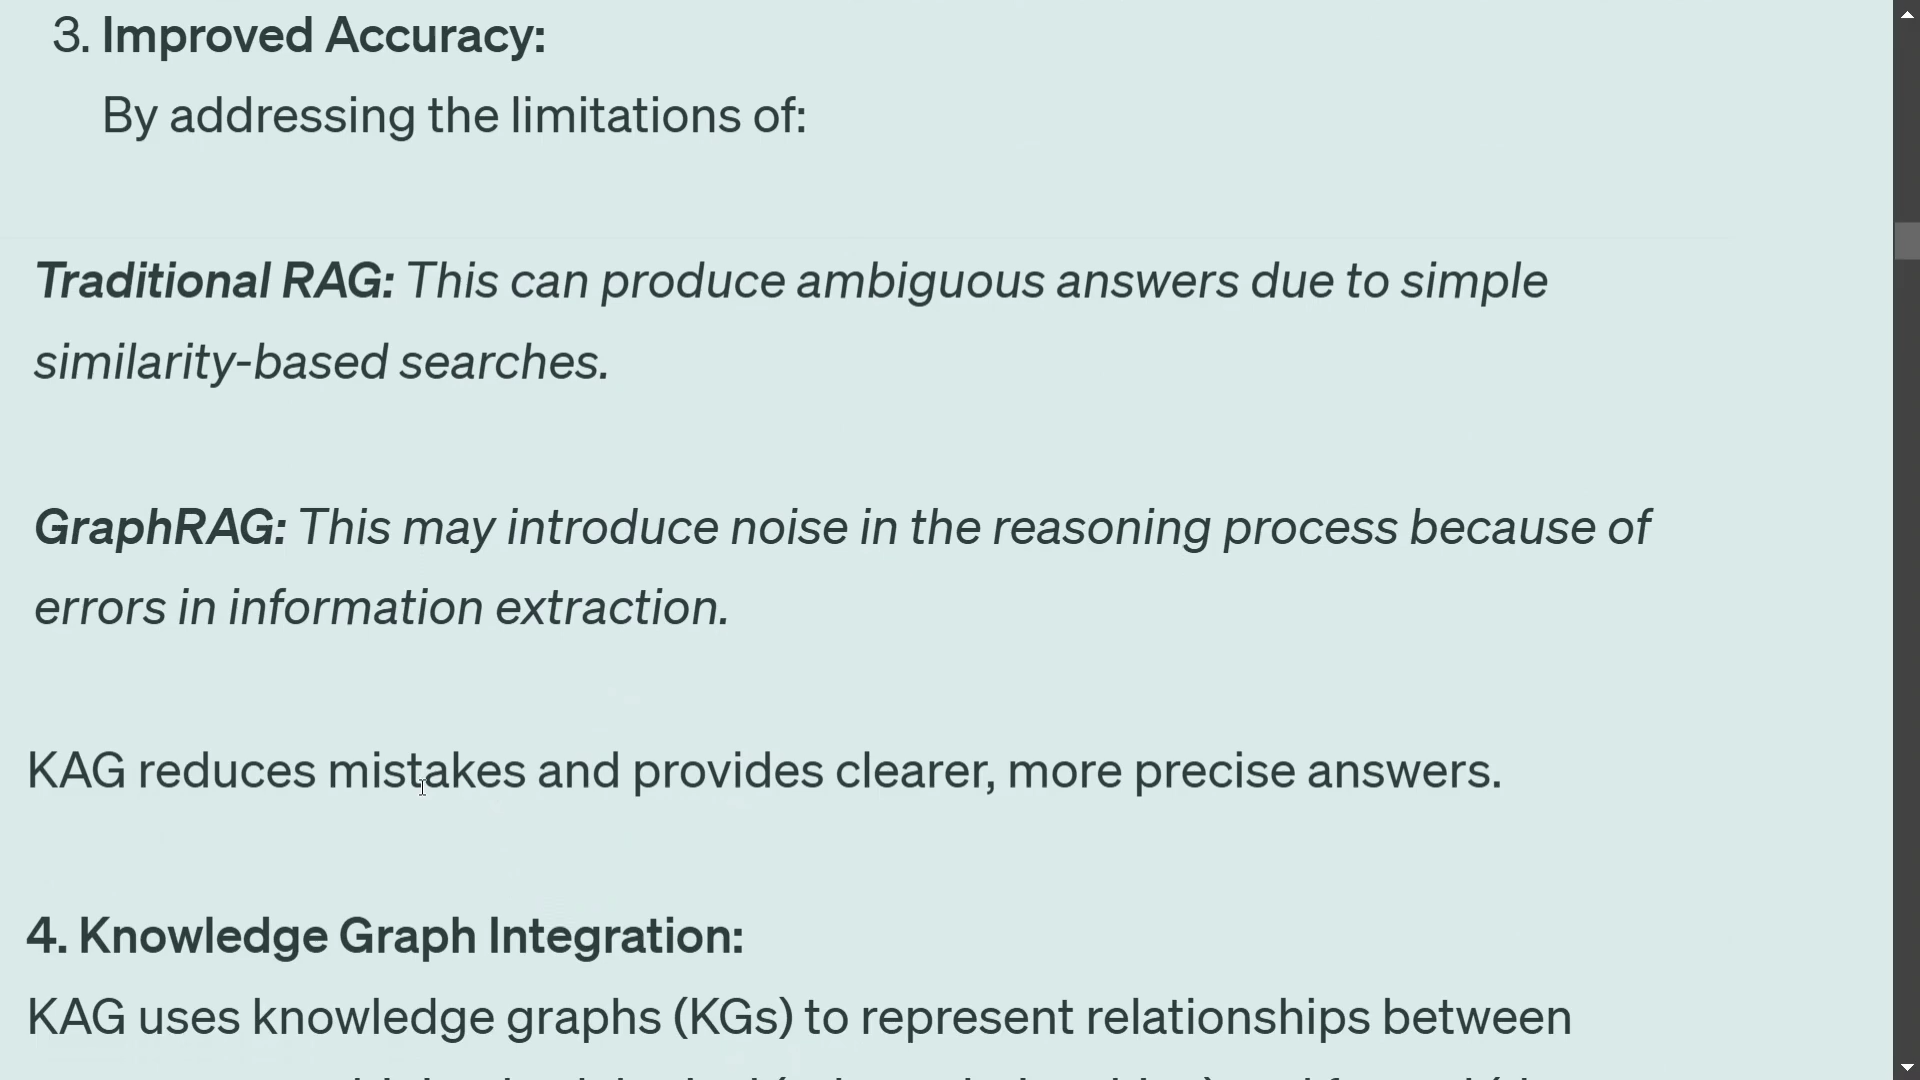 3. Improved Accuracy:
By addressing the limitations of:
Traditional RAG: This can produce ambiguous answers due to simple
similarity-based searches.
GraphRAG: This may introduce noise in the reasoning process because of
errors in information extraction.
KAG reduces mistakes and provides clearer, more precise answers.
4. Knowledge Graph Integration:
KAG uses knowledge graphs (KGs) to represent relationships between